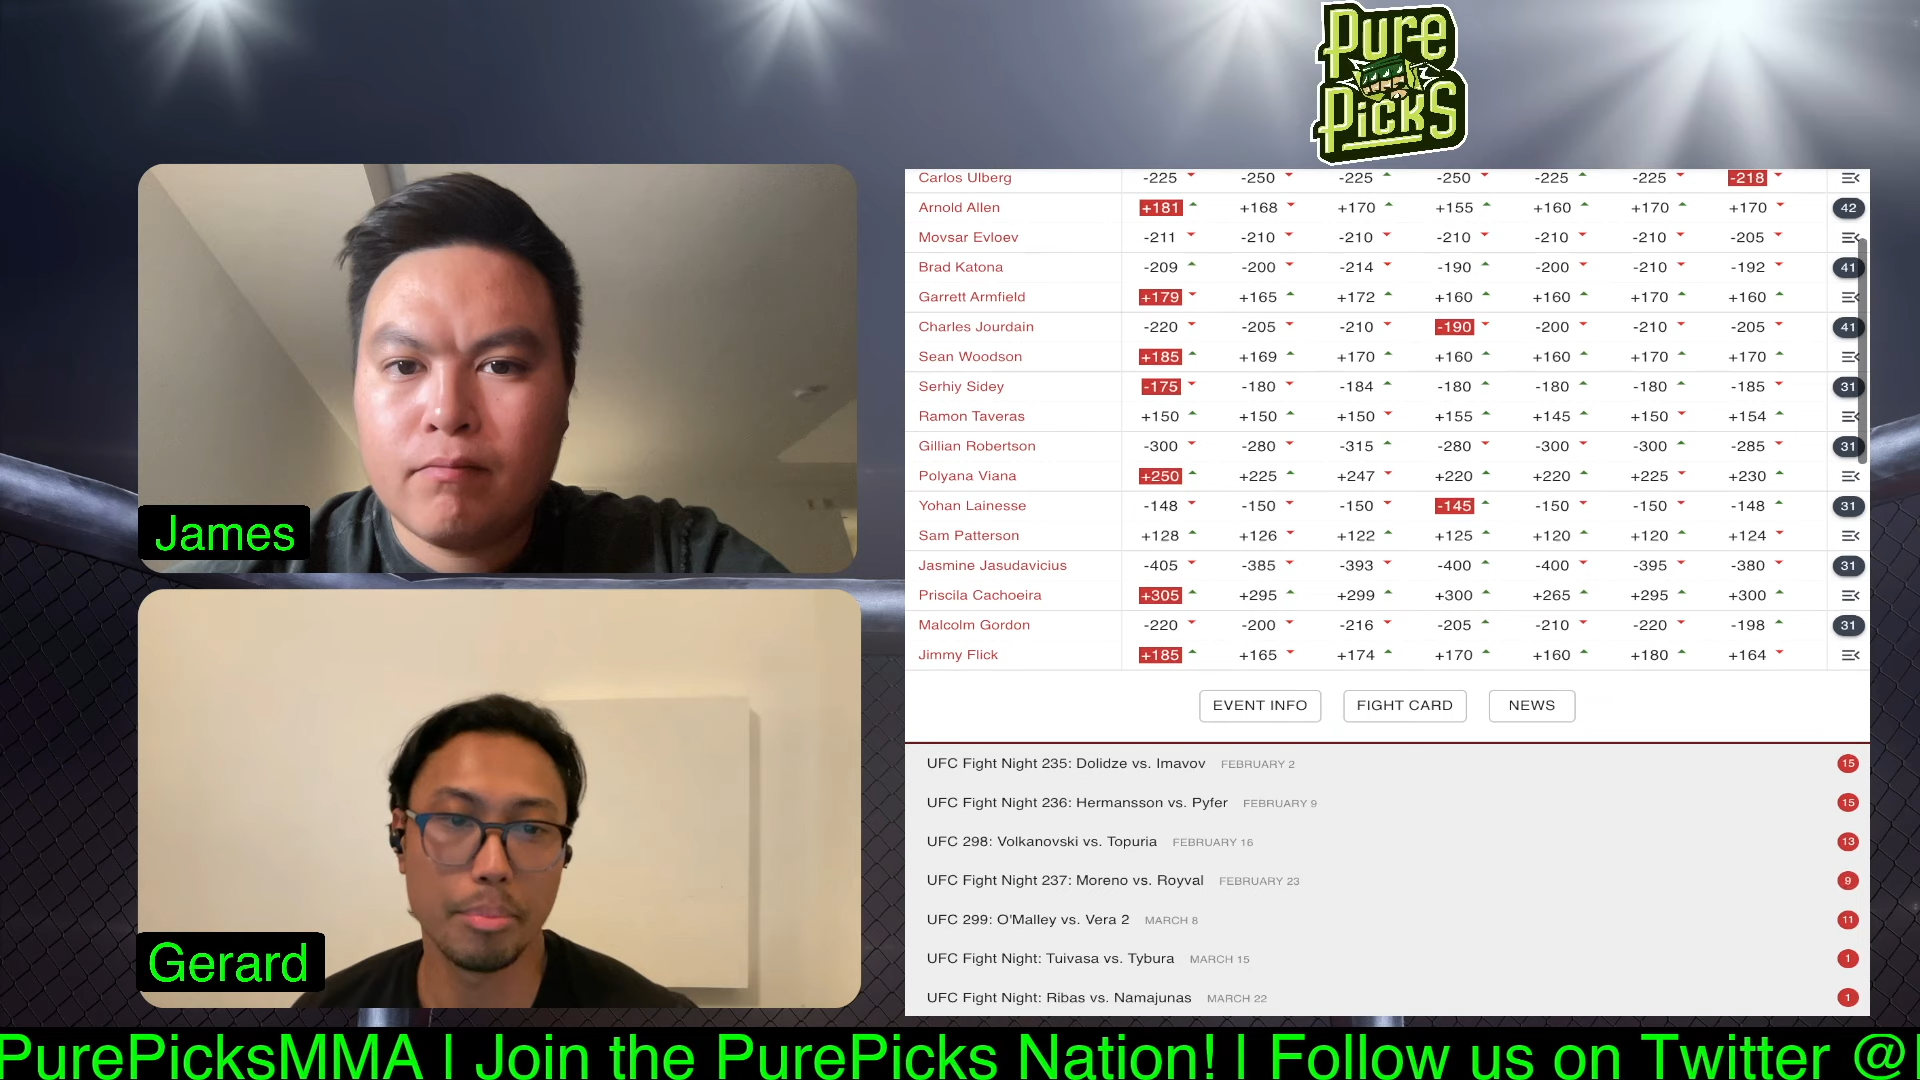 Pure
Picks
James
Gerard
Carlos Ulberg -225 -250 -225 -250 -225 -225 -218
Arnold Allen +181 +168 +170 +155 +160 +170 +170 42
Movsar Evloev -211 -210 -210 -210 -210 -210 -205
Brad Katona -209 -200 -214 -190 -200 -210 -192 41
Garrett Armfield +179 +165 +172 +160 +160 +170 +160
Charles Jourdain -220 -205 -210 -190 -200 -210 -205 41
Sean Woodson +185 +169 +170 +160 +160 +170 +170
Serhiy Sidey -175 -180 -184 -180 -180 -180 -185 31
Ramon Taveras +150 +150 +150 +155 +145 +150 +154
Gillian Robertson -300 -280 -315 -280 -300 -300 -285 31
Polyana Viana +250 +225 +247 +220 +220 +225 +230
Yohan Lainesse -148 -150 -150 -145 -150 -150 -148 31
Sam Patterson +128 +126 +122 +125 +120 +120 +124
Jasmine Jasudavicius -405 -385 -393 -400 -400 -395 -380 31
Priscila Cachoeira +305 +295 +299 +300 +265 +295 +300
Malcolm Gordon -220 -200 -216 -205 -210 -220 -198 31
Jimmy Flick +185 +165 +174 +170 +160 +180 +164
EVENT INFO FIGHT CARD NEWS
UFC Fight Night 235: Dolidze vs. Imavov FEBRUARY 2 15
UFC Fight Night 236: Hermansson vs. Pyfer FEBRUARY 9 15
UFC 298: Volkanovski vs. Topuria FEBRUARY 16 13
UFC Fight Night 237: Moreno vs. Royval FEBRUARY 23 9
UFC 299: O'Malley vs. Vera 2 MARCH 8 11
UFC Fight Night: Tuivasa vs. Tybura MARCH 15 1
UFC Fight Night: Ribas vs. Namajunas MARCH 22 1
PurePicksMMA | Join the PurePicks Nation! | Follow us on Twitter @